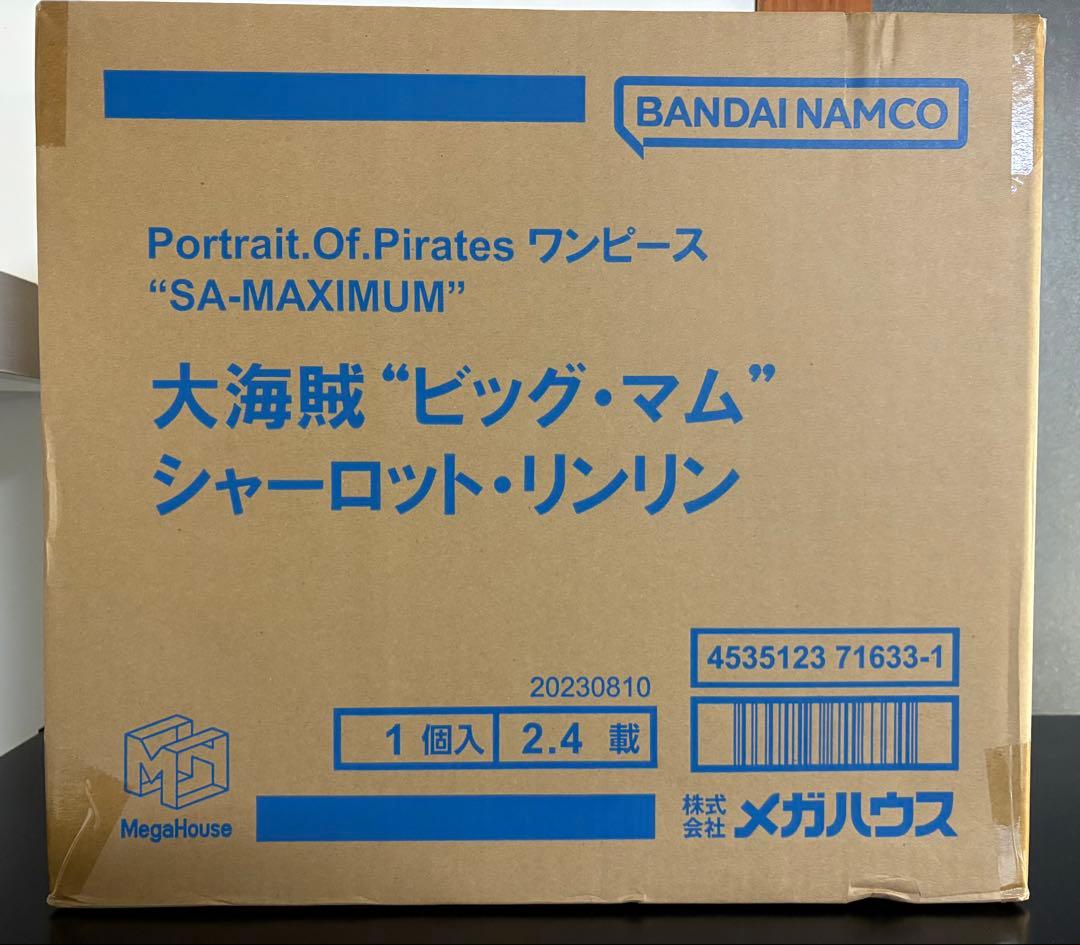 BANDAI NAMCO
Portrait.Of.Pirates ワンピース
“SA-MAXIMUM”
大海賊“ビッグ・マム”
シャーロット・リンリン
4535123 71633-1
20230810
1 個入 2.4 載
MegaHouse
株式会社 メガハウス